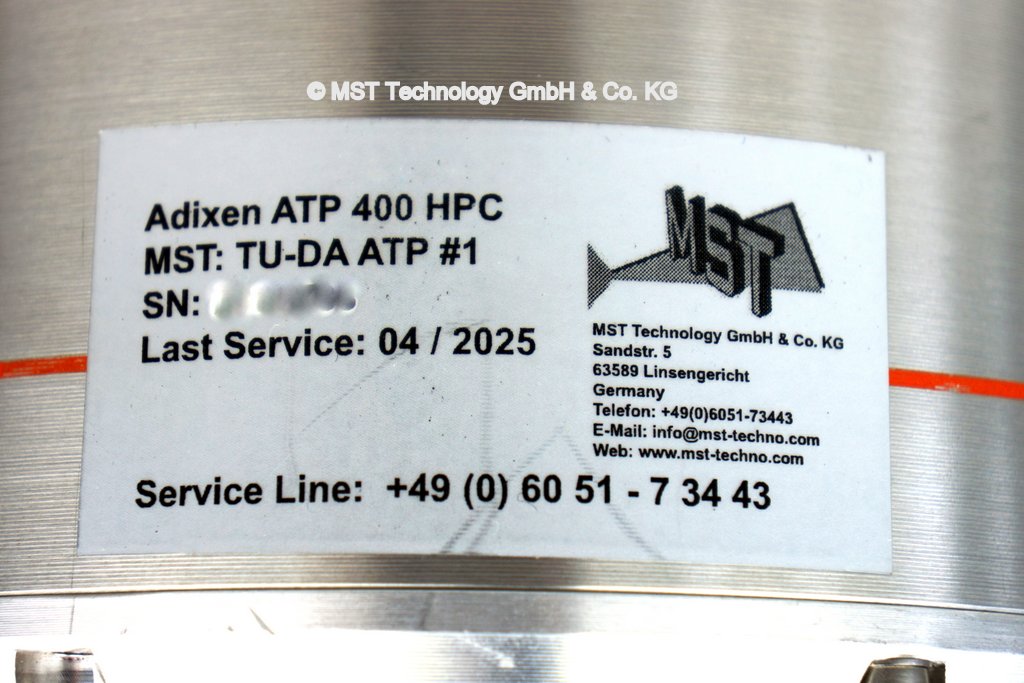 © MST Technology GmbH & Co. KG
Adixen ATP 400 HPC
MST: TU-DA ATP #1
SN:
Last Service: 04 / 2025
MST
MST Technology GmbH & Co. KG
Sandstr. 5
63589 Linsengericht
Germany
Telefon: +49(0)6051-73443
E-Mail: info@mst-techno.com
Web: www.mst-techno.com
Service Line: +49 (0) 60 51 - 7 34 43